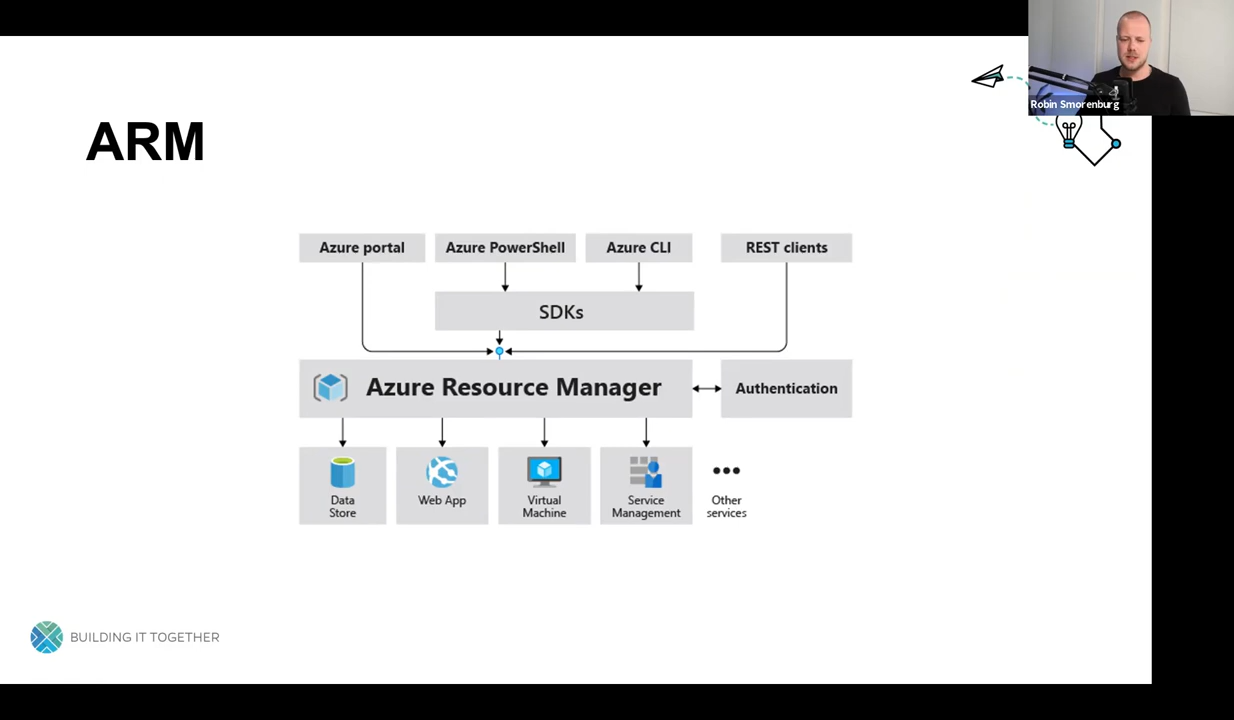 Robin Smorenburg
ARM
Azure portal
Azure PowerShell
Azure CLI
REST clients
SDKs
Azure Resource Manager
Authentication
Data
Store
Web App
Virtual
Machine
Service
Management
Other
services
BUILDING IT TOGETHER